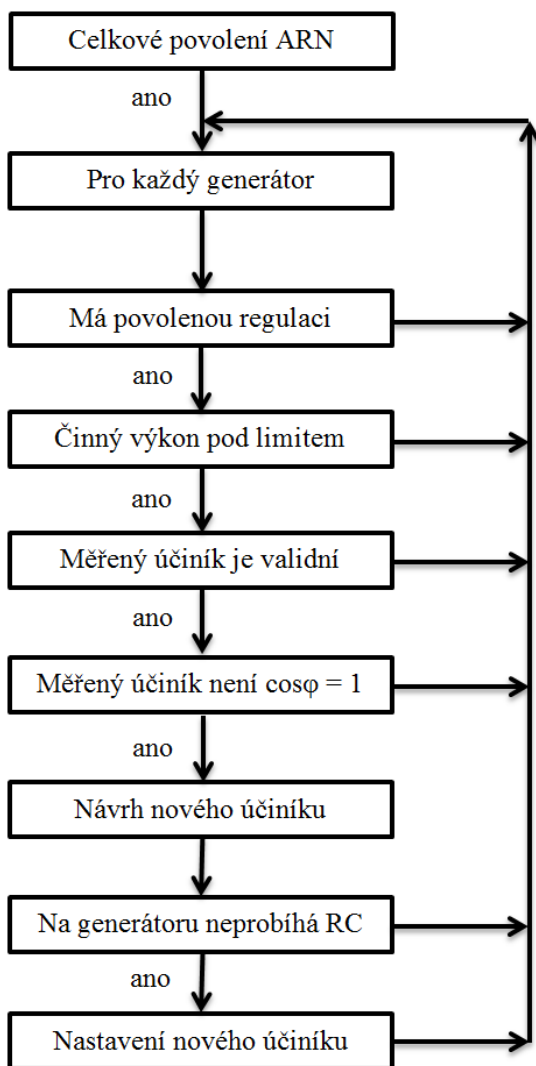 Celkové povolení ARN
ano
Pro každý generátor
Má povolenou regulaci
ano
Činný výkon pod limitem
ano
Měřený účiník je validní
ano
Měřený účiník není cosφ = 1
ano
Návrh nového účiníku
Na generátoru neprobíhá RC
ano
Nastavení nového účiníku